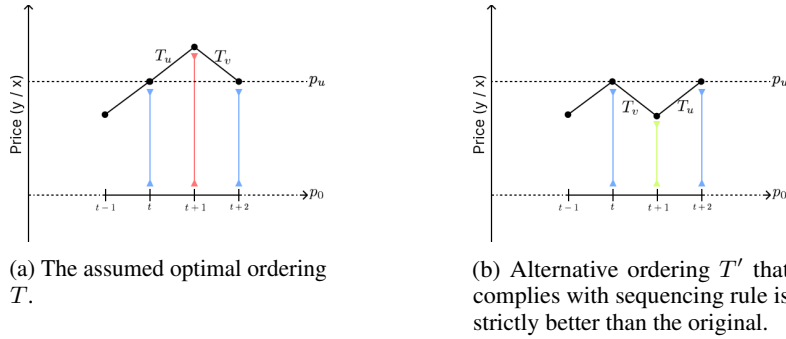 Price (y / x)
T_u
T_v
p_u
p_0
t − 1
t
t + 1
t + 2
(a) The assumed optimal ordering
T.
Price (y / x)
T_v
T_u
p_u
p_0
t − 1
t
t + 1
t + 2
(b) Alternative ordering T′ that
complies with sequencing rule is
strictly better than the original.